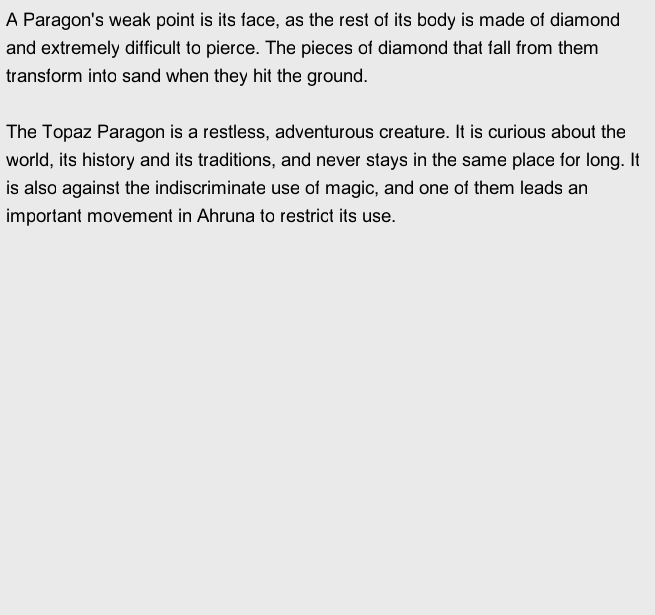 A Paragon's weak point is its face, as the rest of its body is made of diamond
and extremely difficult to pierce. The pieces of diamond that fall from them
transform into sand when they hit the ground.
The Topaz Paragon is a restless, adventurous creature. It is curious about the
world, its history and its traditions, and never stays in the same place for long. It
is also against the indiscriminate use of magic, and one of them leads an
important movement in Ahruna to restrict its use.